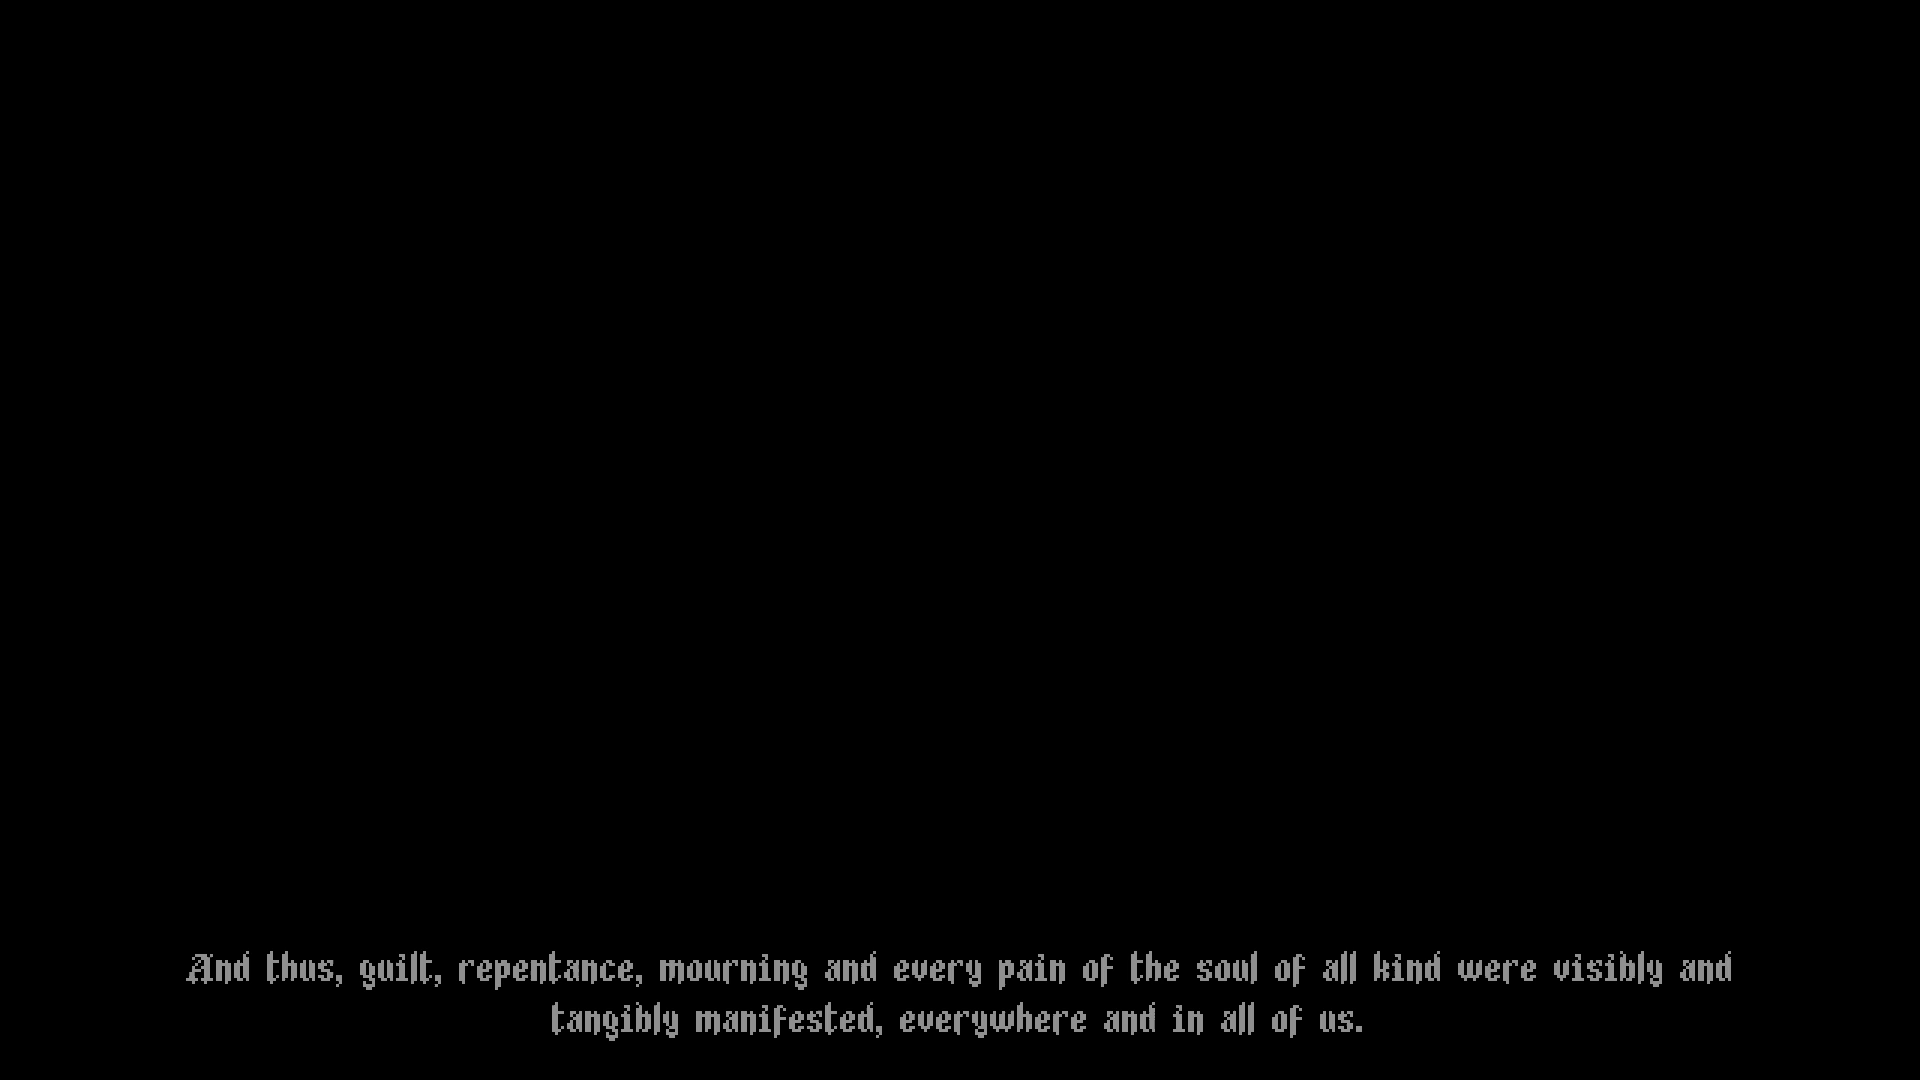 And thus, guilt, repentance, mourning and every pain of the soul of all kind were visibly and
tangibly manifested, everywhere and in all of us.